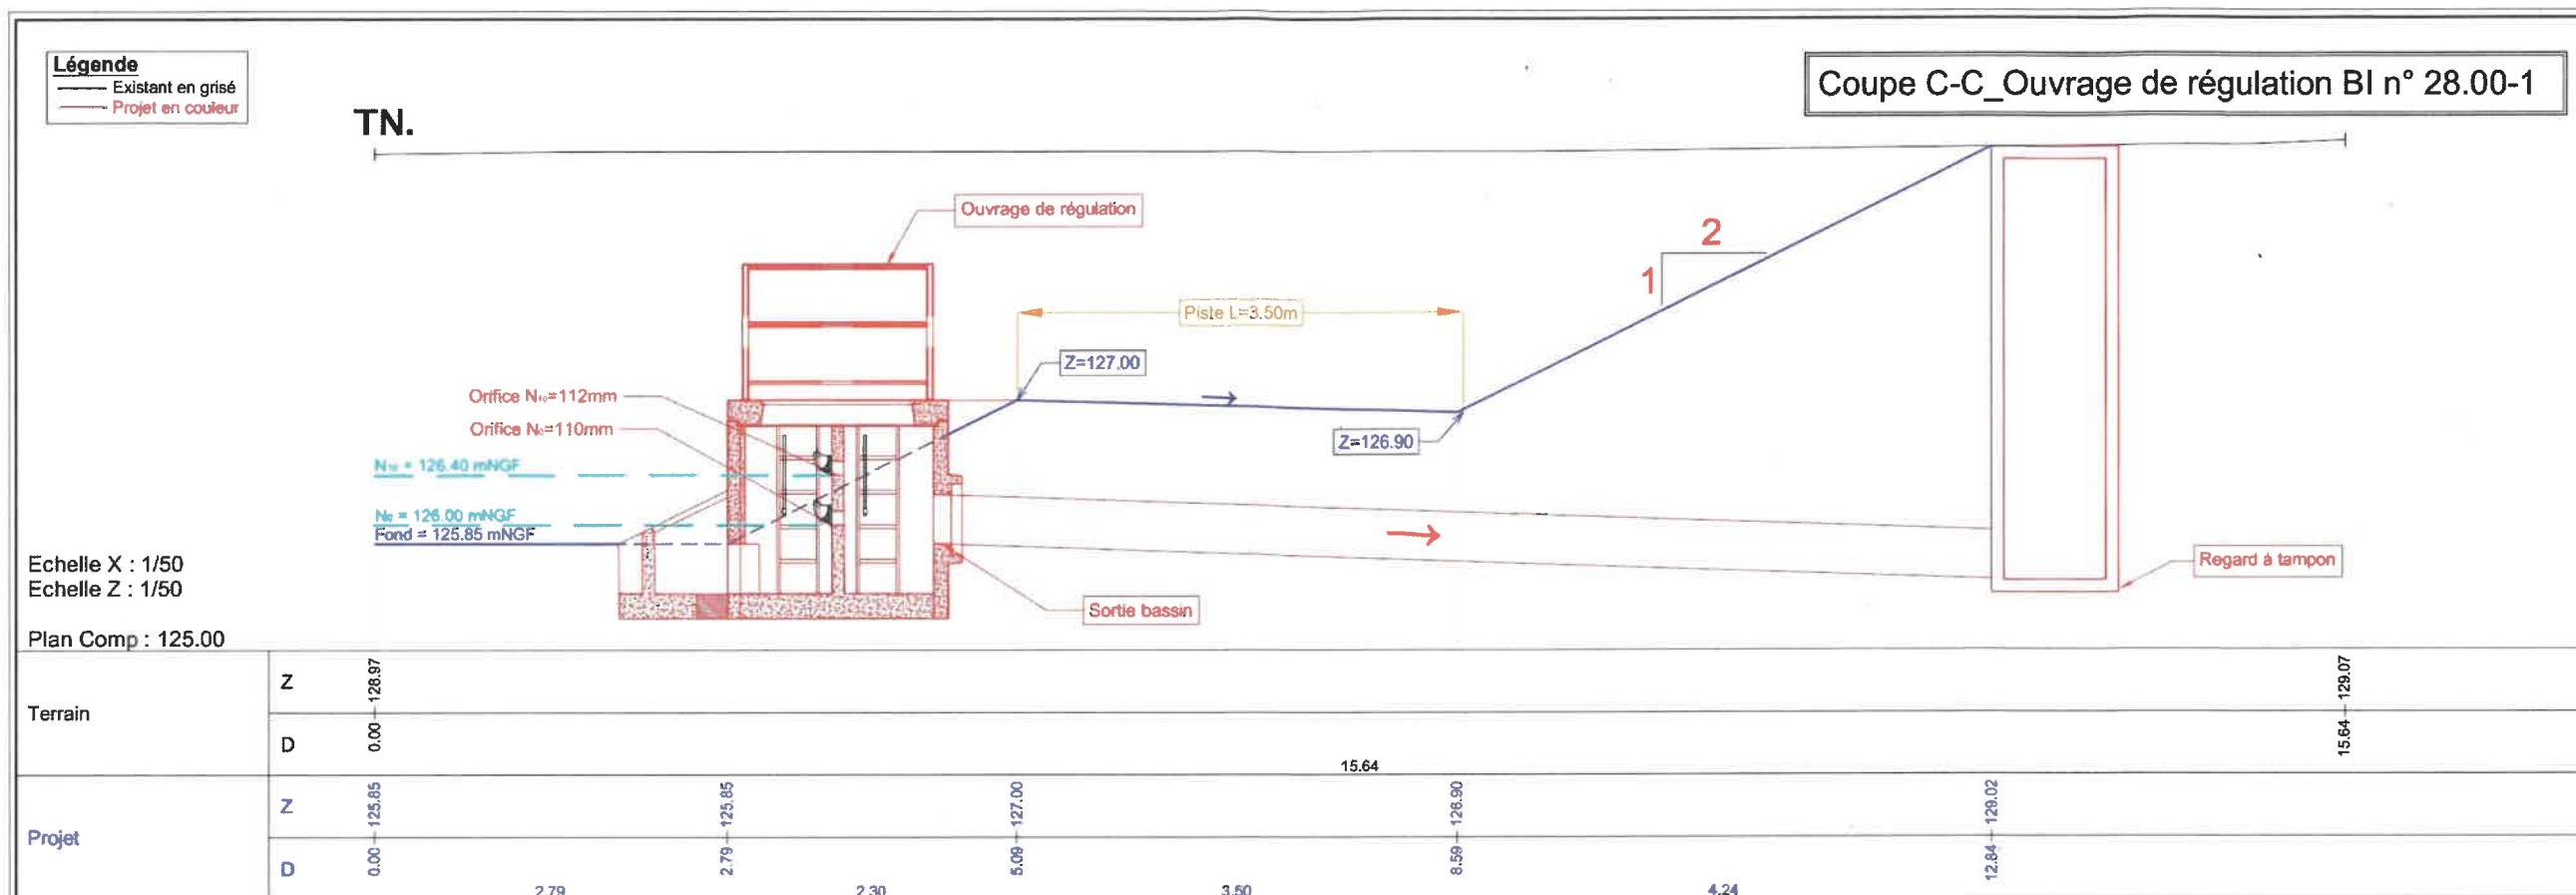 Légende
Existant en grisé
Projet en couleur
TN.
Coupe C-C_Ouvrage de régulation BI n° 28.00-1
Ouvrage de régulation
2
1
Piste L=3.50m
Z=127.00
Orifice N₁₀=112mm
Orifice N₀=110mm
Z=126.90
N₁₀ = 126.40 mNGF
N₀ = 126.00 mNGF
Fond = 125.85 mNGF
Echelle X : 1/50
Echelle Z : 1/50
Regard à tampon
Sortie bassin
Plan Comp : 125.00
Terrain
Z
128.97
129.07
D
0.00
15.64
15.64
Projet
Z
125.85
125.85
127.00
126.90
129.02
D
0.00
2.79
5.09
8.59
12.84
2.79
2.30
3.50
4.24